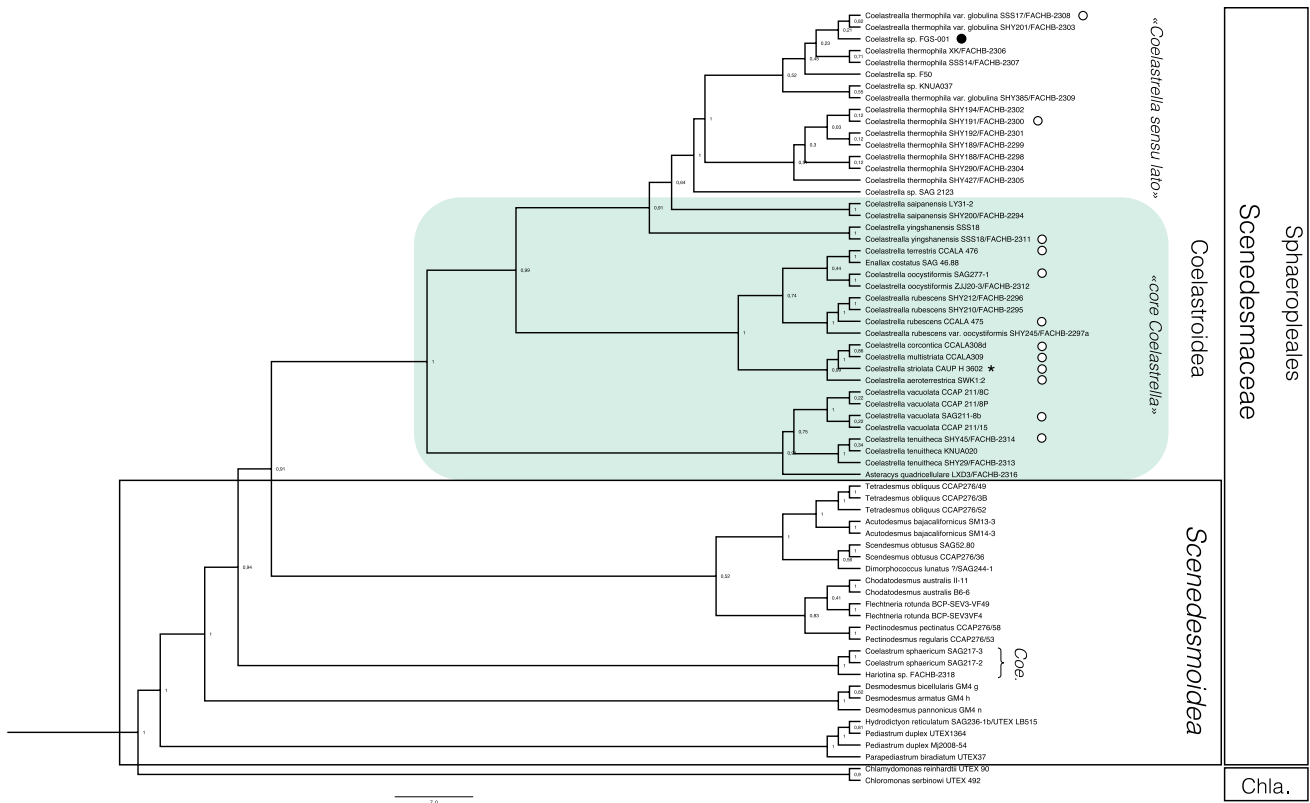 Coelastrealla thermophila var. globulina SSS17/FACHB-2308
Coelastrealla thermophila var. globulina SHY201/FACHB-2303
Coelastrella sp. FGS-001
Coelastrella thermophila XK/FACHB-2306
Coelastrella thermophila SSS14/FACHB-2307
Coelastrella sp. F50
Coelastrella sp. KNUA037
Coelastrealla thermophila var. globulina SHY385/FACHB-2309
Coelastrella thermophila SHY194/FACHB-2302
Coelastrella thermophila SHY191/FACHB-2300
Coelastrella thermophila SHY192/FACHB-2301
Coelastrella thermophila SHY189/FACHB-2299
Coelastrella thermophila SHY188/FACHB-2298
Coelastrella thermophila SHY290/FACHB-2304
Coelastrella thermophila SHY427/FACHB-2305
Coelastrella sp. SAG 2123
Coelastrella saipanensis LY31-2
Coelastrella saipanensis SHY200/FACHB-2294
Coelastrella yingshanensis SSS18
Coelastrealla yingshanensis SSS18/FACHB-2311
Coelastrella terrestris CCALA 476
Enallax costatus SAG 46.88
Coelastrella oocystiformis SAG277-1
Coelastrella oocystiformis ZJJ20-3/FACHB-2312
Coelastrealla rubescens SHY212/FACHB-2296
Coelastrealla rubescens SHY210/FACHB-2295
Coelastrella rubescens CCALA 475
Coelastrealla rubescens var. oocystiformis SHY245/FACHB-2297a
Coelastrella corcontica CCALA308d
Coelastrella multistriata CCALA309
Coelastrella striolata CAUP H 3602 *
Coelastrella aeroterrestrica SWK1:2
Coelastrella vacuolata CCAP 211/8C
Coelastrella vacuolata CCAP 211/8P
Coelastrella vacuolata SAG211-8b
Coelastrella vacuolata CCAP 211/15
Coelastrella tenuitheca SHY45/FACHB-2314
Coelastrella tenuitheca KNUA020
Coelastrella tenuitheca SHY29/FACHB-2313
Asteracys quadricellulare LXD3/FACHB-2316
Tetradesmus obliquus CCAP276/49
Tetradesmus obliquus CCAP276/3B
Tetradesmus obliquus CCAP276/52
Acutodesmus bajacalifornicus SM13-3
Acutodesmus bajacalifornicus SM14-3
Scendesmus obtusus SAG52.80
Scendesmus obtusus CCAP276/36
Dimorphococcus lunatus ?/SAG244-1
Chodatodesmus australis II-11
Chodatodesmus australis B6-6
Flechtneria rotunda BCP-SEV3-VF49
Flechtneria rotunda BCP-SEV3VF4
Pectinodesmus pectinatus CCAP276/58
Pectinodesmus regularis CCAP276/53
Coelastrum sphaericum SAG217-3
Coelastrum sphaericum SAG217-2
Hariotina sp. FACHB-2318
Desmodesmus bicellularis GM4 g
Desmodesmus armatus GM4 h
Desmodesmus pannonicus GM4 n
Hydrodictyon reticulatum SAG236-1b/UTEX LB515
Pediastrum duplex UTEX1364
Pediastrum duplex Mj2008-54
Parapediastrum biradiatum UTEX37
Chlamydomonas reinhardtii UTEX 90
Chloromonas serbinowi UTEX 492
«Coelastrella sensu lato»
«core Coelastrella»
Coelastroidea
Scenedesmoidea
Coe.
Scenedesmaceae
Sphaeropleales
Chla.
7.0